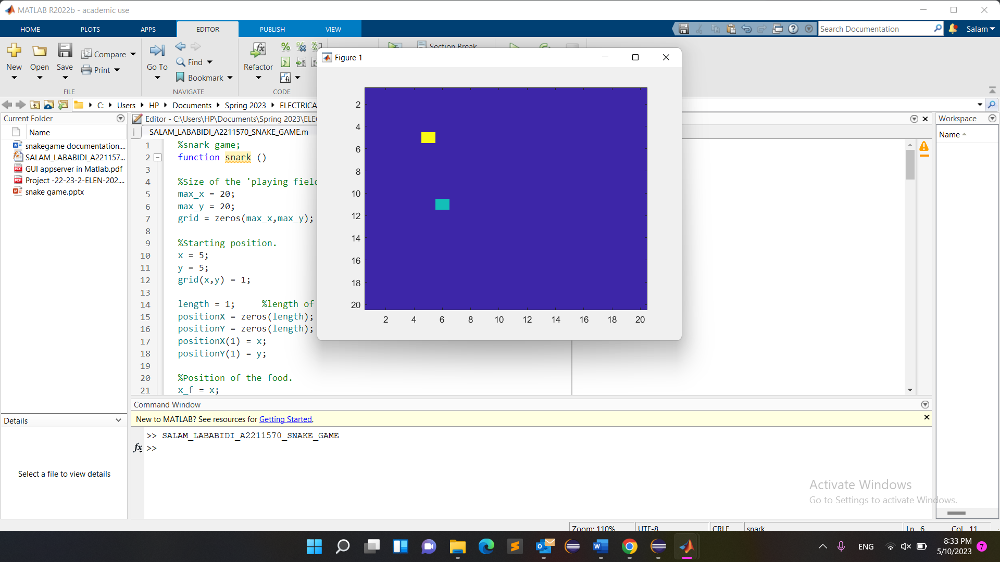 MATLAB R2022b - academic use
HOME PLOTS APPS EDITOR PUBLISH VIEW
Search Documentation
Salam
New
Open
Save
Compare
Print
FILE
Go To
Find
Bookmark
NAVIGATE
Refactor
CODE
Section Break
C: Users HP Documents Spring 2023
Current Folder
Name
snakegame documentation....
SALAM_LABABIDI_A221157...
GUI appserver in Matlab.pdf
Project -22-23-2-ELEN-202....
snake game.pptx
Details
Select a file to view details
Editor - C:\Users\HP\Documents\Spring 2023\
SALAM_LABABIDI_A2211570_SNAKE_GAME.m
1 %snark game;
2 function snark ()
3
4 %Size of the 'playing field
5 max_x = 20;
6 max_y = 20;
7 grid = zeros(max_x,max_y);
8
9 %Starting position.
10 x = 5;
11 y = 5;
12 grid(x,y) = 1;
13
14 length = 1; %length of
15 positionX = zeros(length);
16 positionY = zeros(length);
17 positionX(1) = x;
18 positionY(1) = y;
19
20 %Position of the food.
21 x_f = x;
Figure 1
2
4
6
8
10
12
14
16
18
20
2 4 6 8 10 12 14 16 18 20
Workspace
Name
Command Window
New to MATLAB? See resources for Getting Started.
>> SALAM_LABABIDI_A2211570_SNAKE_GAME
fx >>
Activate Windows
Go to Settings to activate Windows.
Zoom: 110% UTF-8 CRLF snark Ln 6 Col 11
ENG
8:33 PM
5/10/2023
7